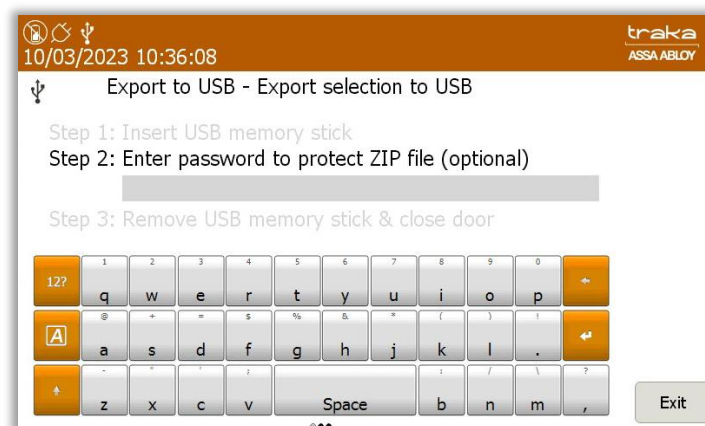 traka
10/03/2023 10:36:08
ASSA ABLOY
Export to USB - Export selection to USB
Step 1: Insert USB memory stick
Step 2: Enter password to protect ZIP file (optional)
Step 3: Remove USB memory stick & close door
1 2 3 4 5 6 7 8 9 0
12? q w e r t y u i o p
@ + = $ % & * ( ) !
A a s d f g h j k l .
- " ' ; : / \ ?
z x c v Space b n m ,
Exit